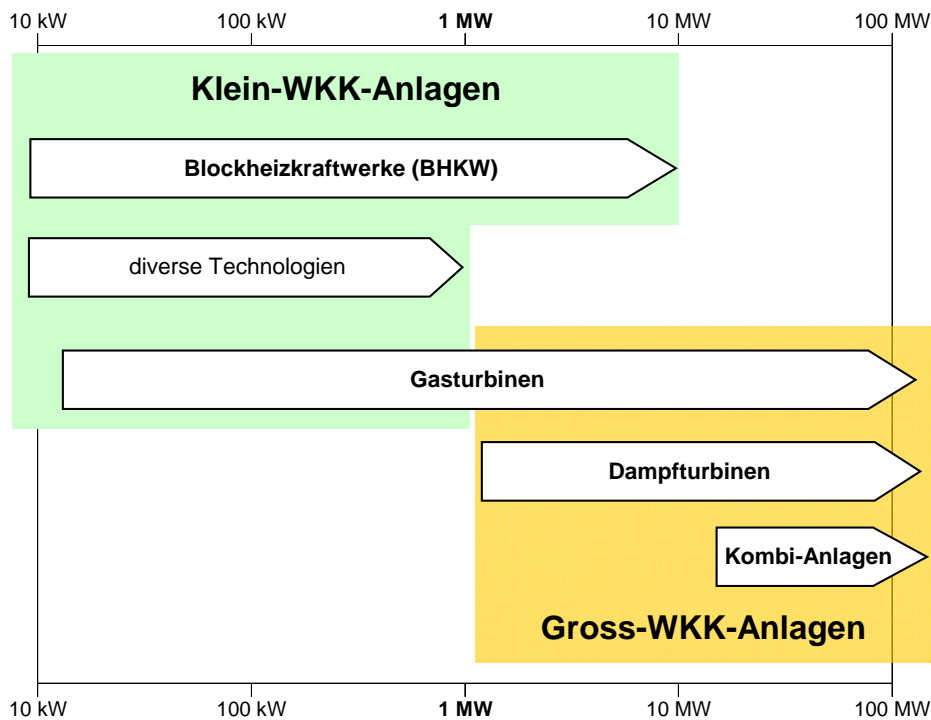 10 kW 100 kW 1 MW 10 MW 100 MW
Klein-WKK-Anlagen
Blockheizkraftwerke (BHKW)
diverse Technologien
Gasturbinen
Dampfturbinen
Kombi-Anlagen
Gross-WKK-Anlagen
10 kW 100 kW 1 MW 10 MW 100 MW